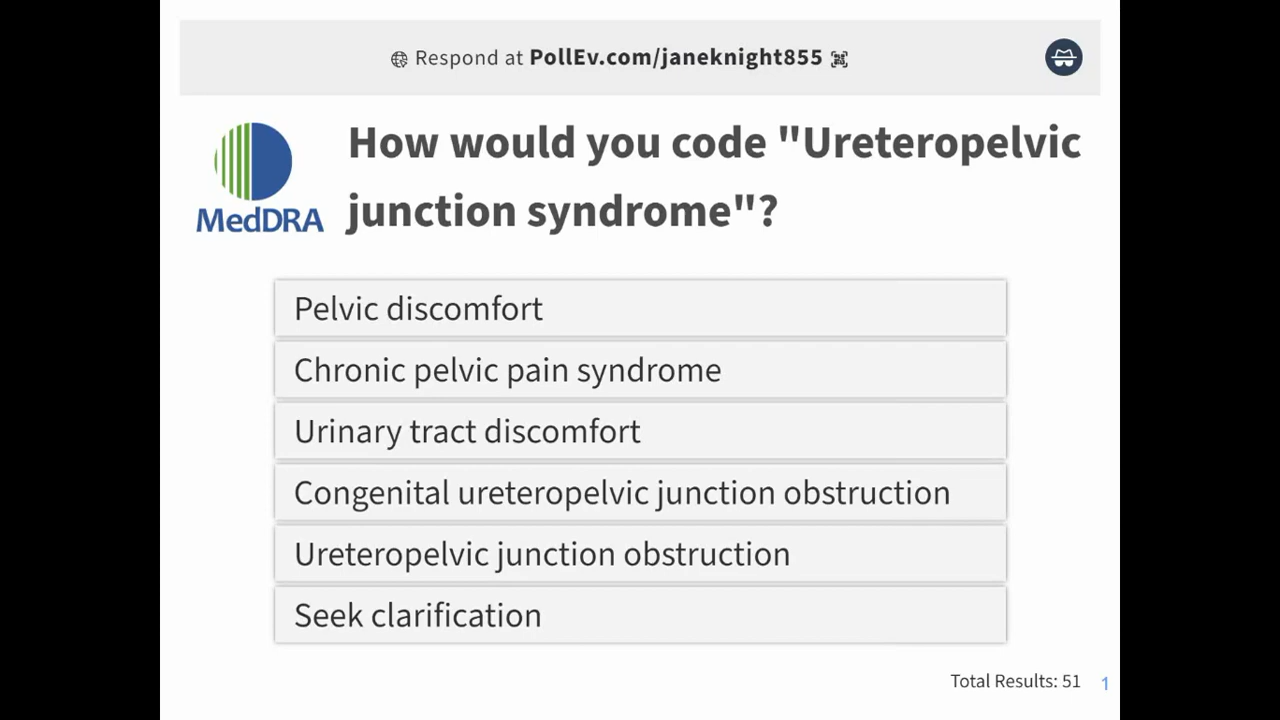 Respond at PollEv.com/janeknight855
MedDRA
How would you code "Ureteropelvic
junction syndrome"?
Pelvic discomfort
Chronic pelvic pain syndrome
Urinary tract discomfort
Congenital ureteropelvic junction obstruction
Ureteropelvic junction obstruction
Seek clarification
Total Results: 51
1